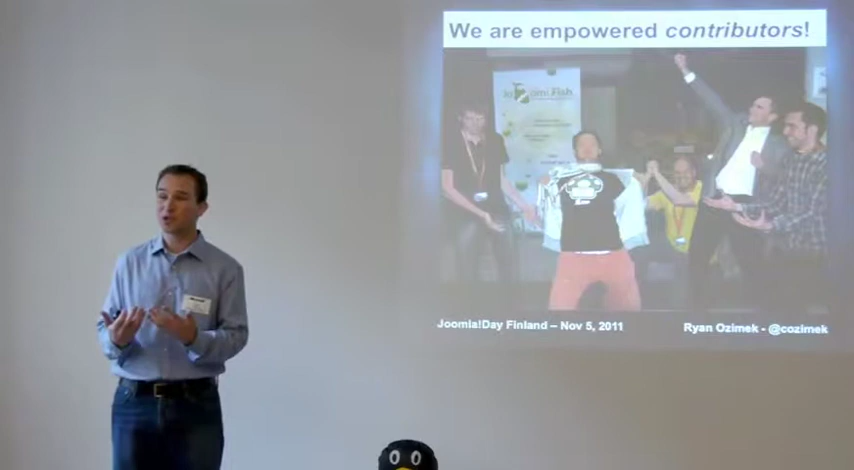 We are empowered contributors!
Joomla!Day Finland – Nov 5, 2011
Ryan Ozimek - @cozimek